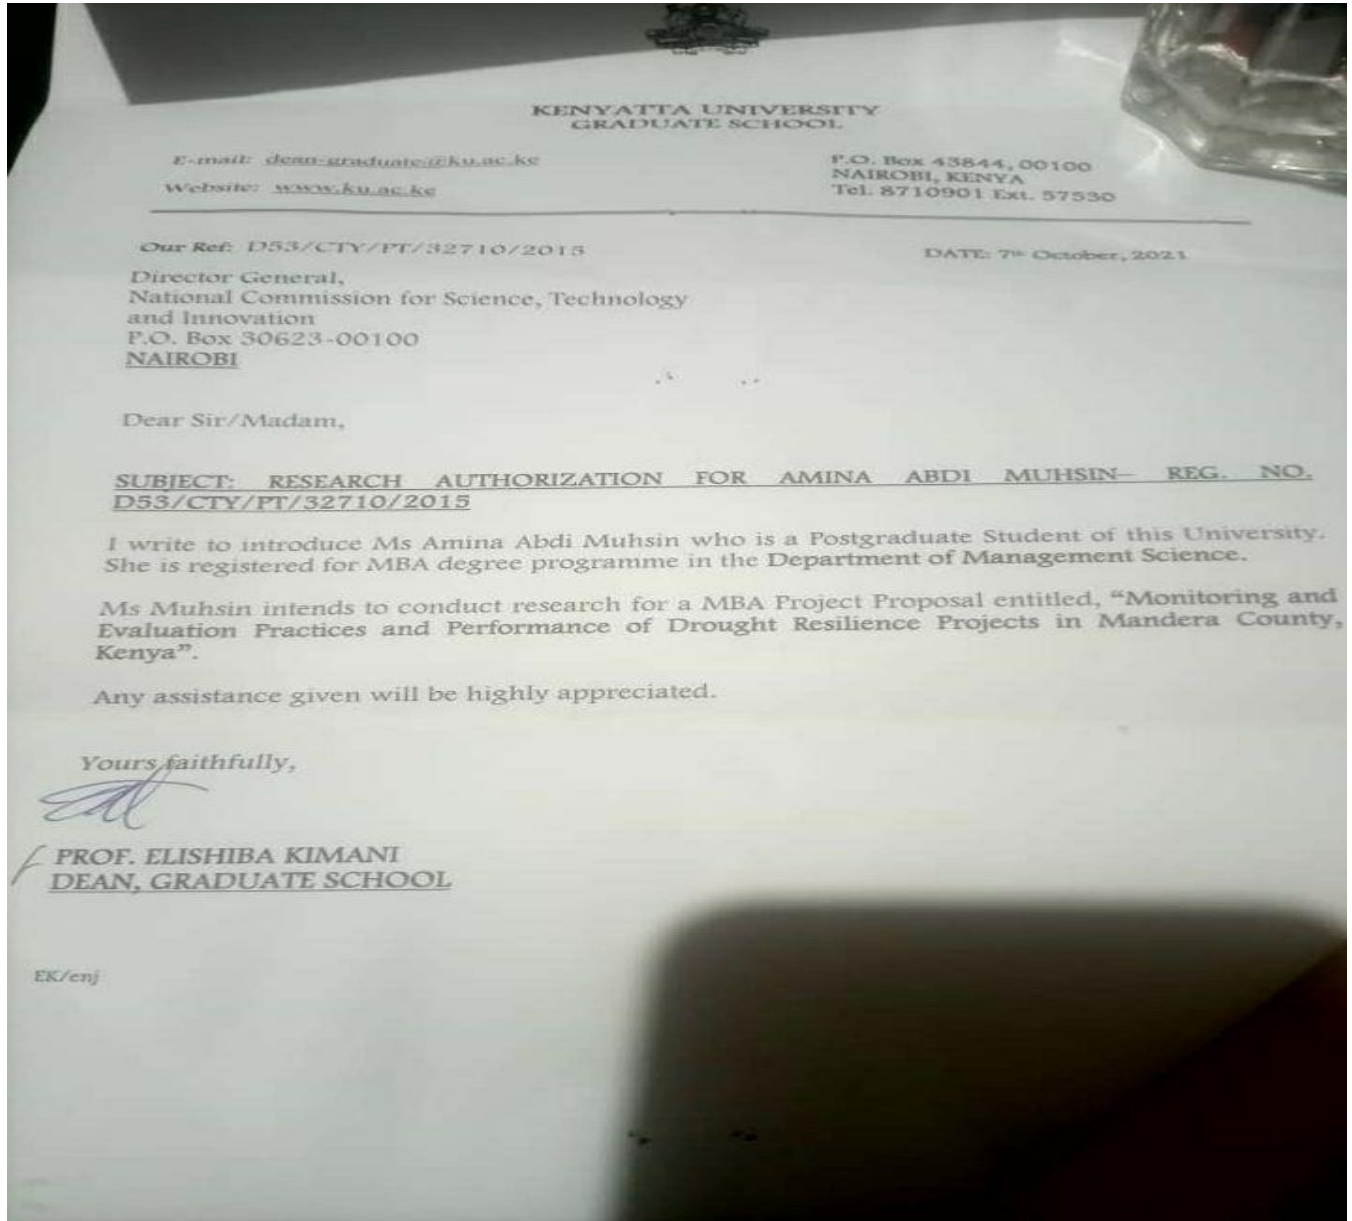 KENYATTA UNIVERSITY
GRADUATE SCHOOL
E-mail: dean-graduate@ku.ac.ke
Website: www.ku.ac.ke
P.O. Box 43844, 00100
NAIROBI, KENYA
Tel. 8710901 Ext. 57530
Our Ref: D53/CTY/PT/32710/2015
DATE: 7th October, 2021
Director General,
National Commission for Science, Technology
and Innovation
P.O. Box 30623-00100
NAIROBI
Dear Sir/Madam,
SUBJECT: RESEARCH AUTHORIZATION FOR AMINA ABDI MUHSIN– REG. NO.
D53/CTY/PT/32710/2015
I write to introduce Ms Amina Abdi Muhsin who is a Postgraduate Student of this University.
She is registered for MBA degree programme in the Department of Management Science.
Ms Muhsin intends to conduct research for a MBA Project Proposal entitled, “Monitoring and
Evaluation Practices and Performance of Drought Resilience Projects in Mandera County,
Kenya”.
Any assistance given will be highly appreciated.
Yours faithfully,
PROF. ELISHIBA KIMANI
DEAN, GRADUATE SCHOOL
EK/enj